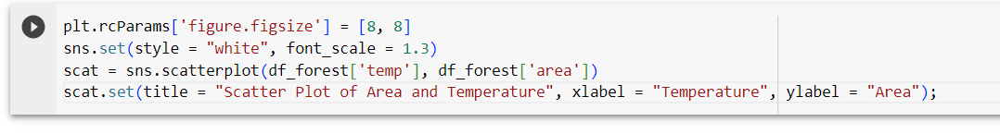 plt.rcParams['figure.figsize'] = [8, 8]
sns.set(style = "white", font_scale = 1.3)
scat = sns.scatterplot(df_forest['temp'], df_forest['area'])
scat.set(title = "Scatter Plot of Area and Temperature", xlabel = "Temperature", ylabel = "Area");